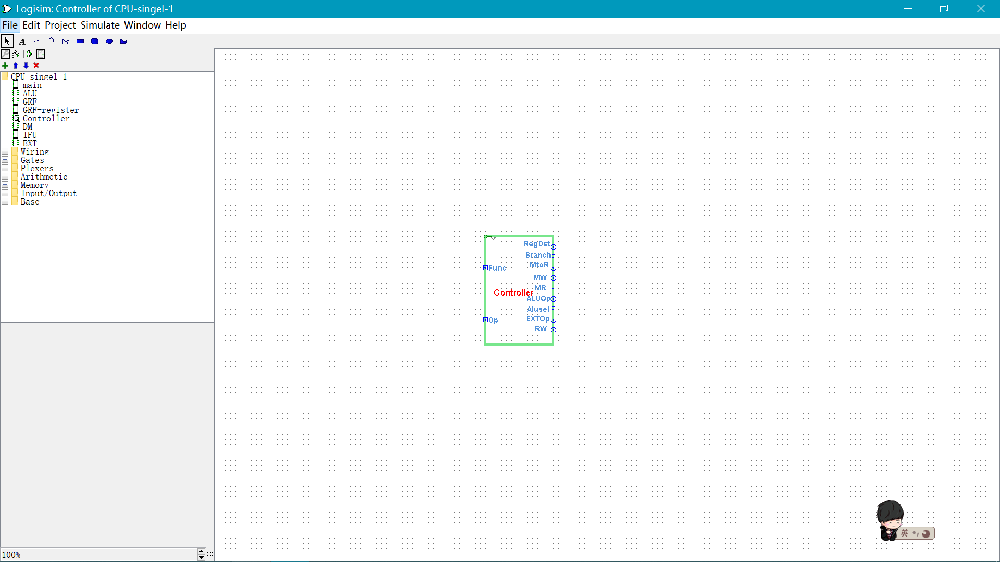 Logisim: Controller of CPU-singel-1
File Edit Project Simulate Window Help
A
CPU-singel-1
main
ALU
GRF
GRF-register
Controller
DM
IFU
EXT
Wiring
Gates
Plexers
Arithmetic
Memory
Input/Output
Base
RegDst
Branch
Func
MtoR
MW
MR
Controller
ALUOp
Alusel
EXTOp
Op
RW
英 •,
100%